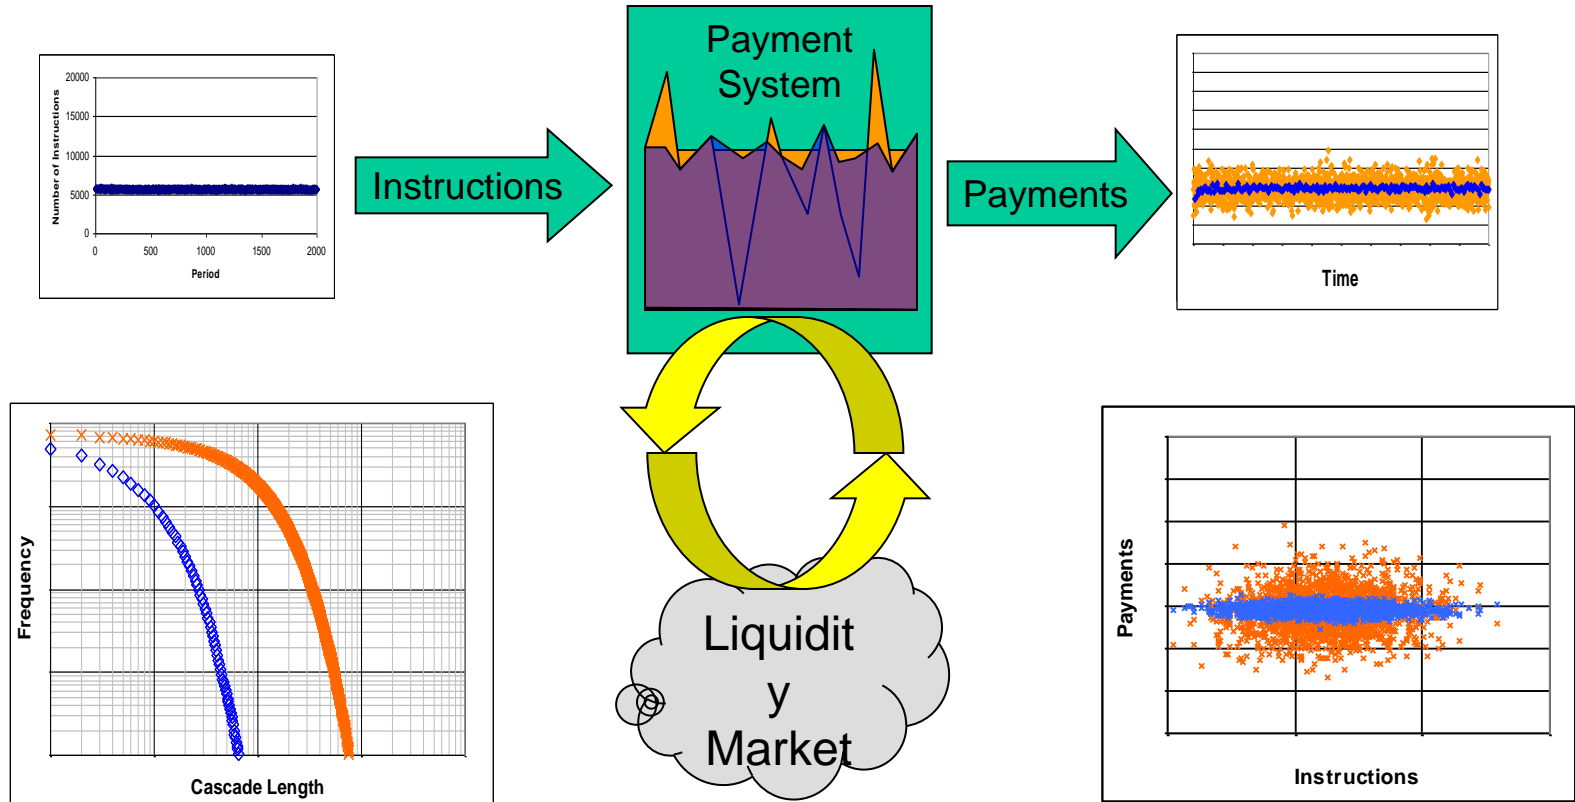 Payment
System
20000
15000
10000
5000
0
Number of Instructions
0 500 1000 1500 2000
Period
Instructions
Payments
Time
Frequency
Cascade Length
Liquidit
y
Market
Payments
Instructions